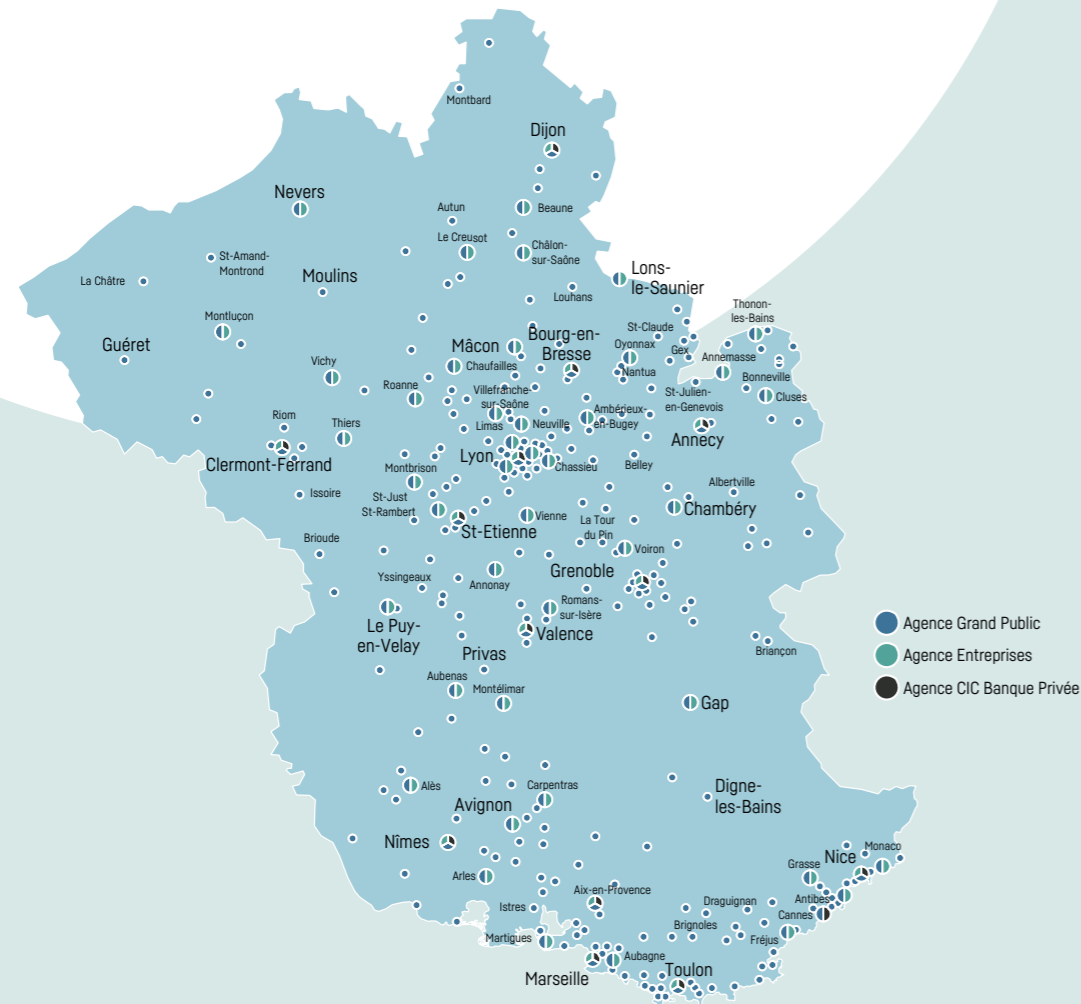 Montbard
Dijon
Nevers
Autun
Beaune
Le Creusot
Châlon-
sur-Saône
St-Amand-
Montrond
La Châtre
Moulins
Lons-
le-Saunier
Louhans
Thonon-
les-Bains
Montluçon
Guéret
St-Claude
Bourg-en-
Bresse
Mâcon
Oyonnax
Gex
Annemasse
Vichy
Chaufailles
Nantua
Bonneville
Roanne
Villefranche-
sur-Saône
St-Julien-
en-Genevois
Cluses
Riom
Thiers
Limas
Neuville
Ambérieux-
en-Bugey
Annecy
Clermont-Ferrand
Lyon
Montbrison
Chassieu
Belley
Issoire
St-Just
St-Rambert
Albertville
Chambéry
St-Etienne
Vienne
La Tour
du Pin
Brioude
Voiron
Yssingeaux
Annonay
Grenoble
Romans-
sur-Isère
Le Puy-
en-Velay
Valence
Agence Grand Public
Agence Entreprises
Agence CIC Banque Privée
Privas
Briançon
Aubenas
Montélimar
Gap
Alès
Carpentras
Digne-
les-Bains
Avignon
Nîmes
Nice
Monaco
Grasse
Arles
Aix-en-Provence
Antibes
Istres
Draguignan
Cannes
Brignoles
Martigues
Fréjus
Aubagne
Marseille
Toulon